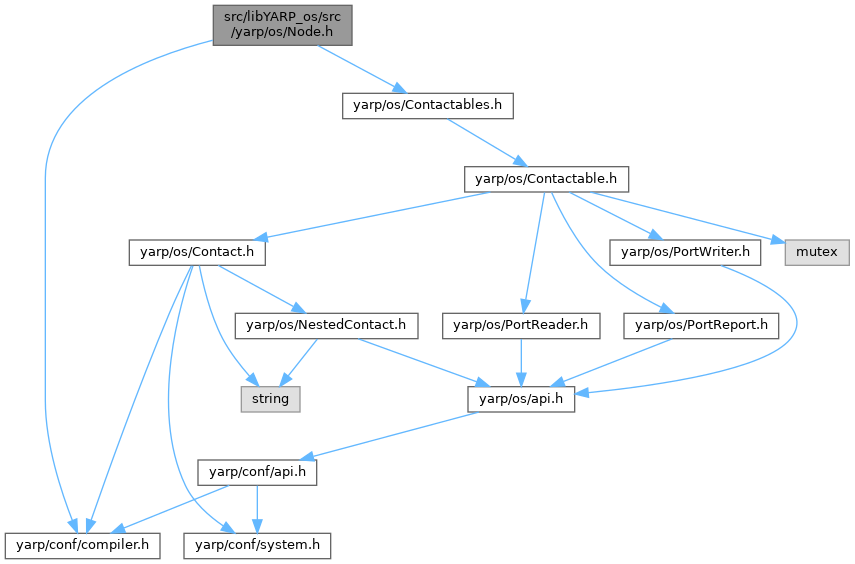 src/libYARP_os/src
/yarp/os/Node.h
yarp/os/Contactables.h
yarp/os/Contactable.h
yarp/os/Contact.h
yarp/os/PortWriter.h
mutex
yarp/os/NestedContact.h
yarp/os/PortReader.h
yarp/os/PortReport.h
string
yarp/os/api.h
yarp/conf/api.h
yarp/conf/compiler.h
yarp/conf/system.h